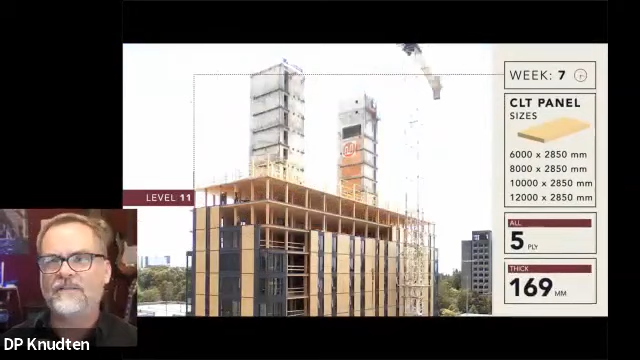 WEEK: 7
CLT PANEL
SIZES
6000 x 2850 mm
8000 x 2850 mm
10000 x 2850 mm
12000 x 2850 mm
LEVEL 11
ALL
5 PLY
THICK
169 MM
DP Knudten